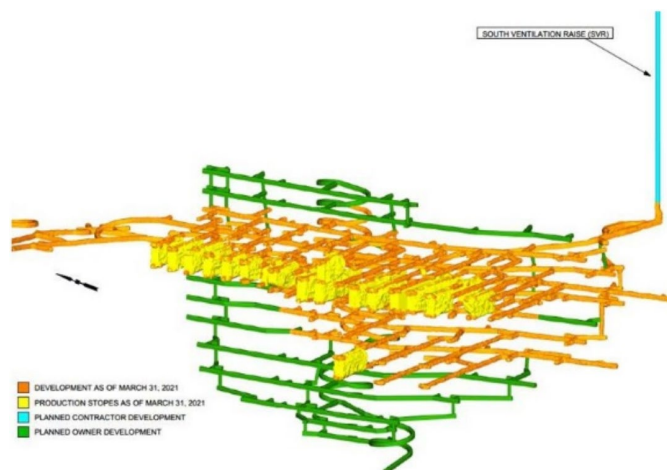 SOUTH VENTILATION RAISE (SVR)
DEVELOPMENT AS OF MARCH 31, 2021
PRODUCTION STOPES AS OF MARCH 31, 2021
PLANNED CONTRACTOR DEVELOPMENT
PLANNED OWNER DEVELOPMENT